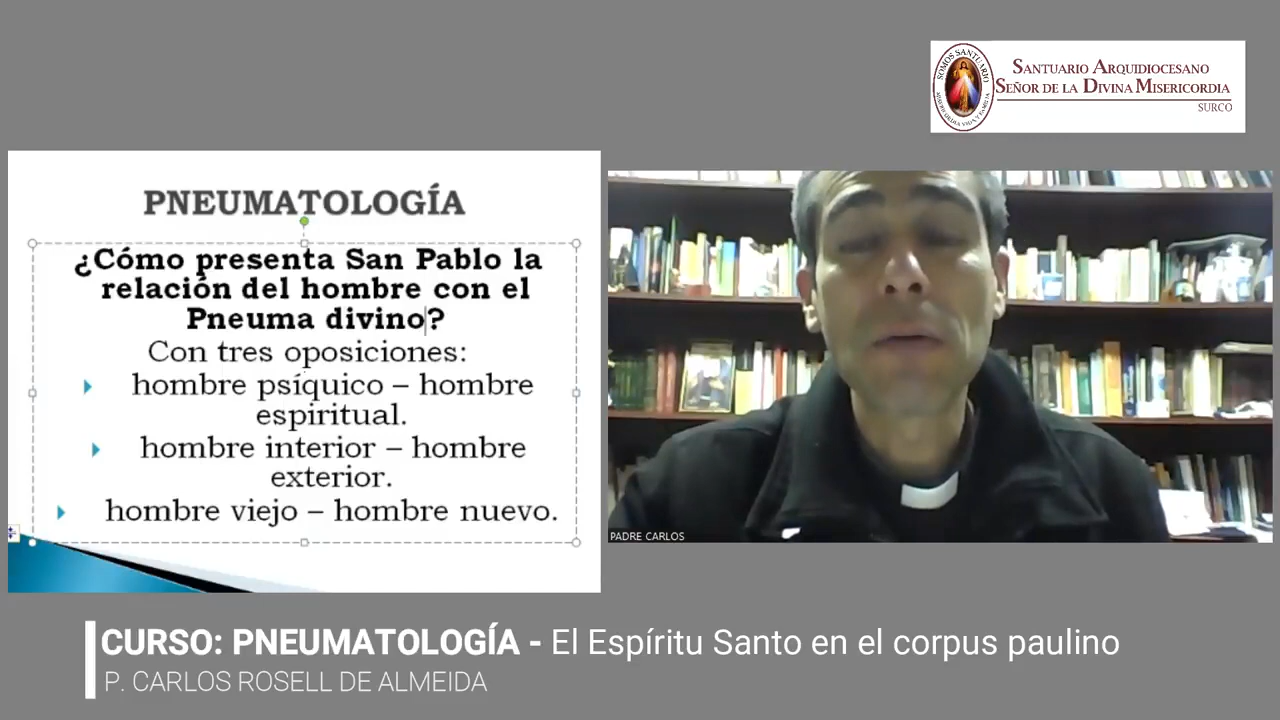 SOMOS SANTUARIO
SANTUARIO ARQUIDIOCESANO
SEÑOR DE LA DIVINA MISERICORDIA
SURCO
PNEUMATOLOGÍA
¿Cómo presenta San Pablo la
relación del hombre con el
Pneuma divino?
Con tres oposiciones:
hombre psíquico – hombre
espiritual.
hombre interior – hombre
exterior.
hombre viejo – hombre nuevo.
PADRE CARLOS
CURSO: PNEUMATOLOGÍA - El Espíritu Santo en el corpus paulino
P. CARLOS ROSELL DE ALMEIDA